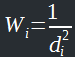 W_i = 1/d_i^2